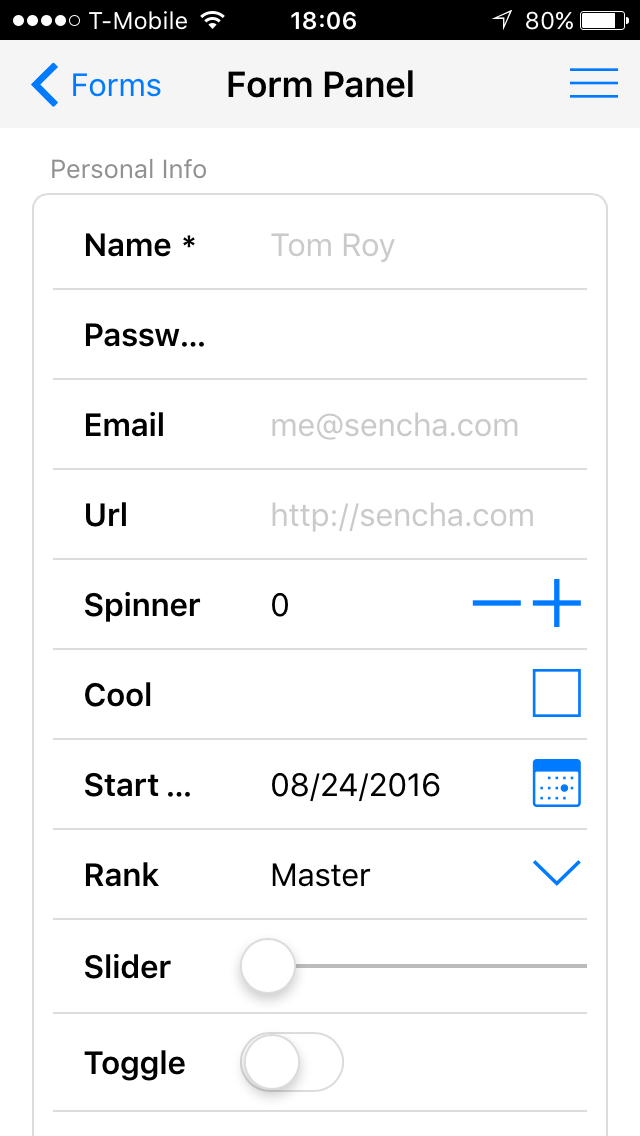 T-Mobile 18:06 80%
Forms Form Panel
Personal Info
Name * Tom Roy
Passw...
Email me@sencha.com
Url http://sencha.com
Spinner 0
Cool
Start ... 08/24/2016
Rank Master
Slider
Toggle